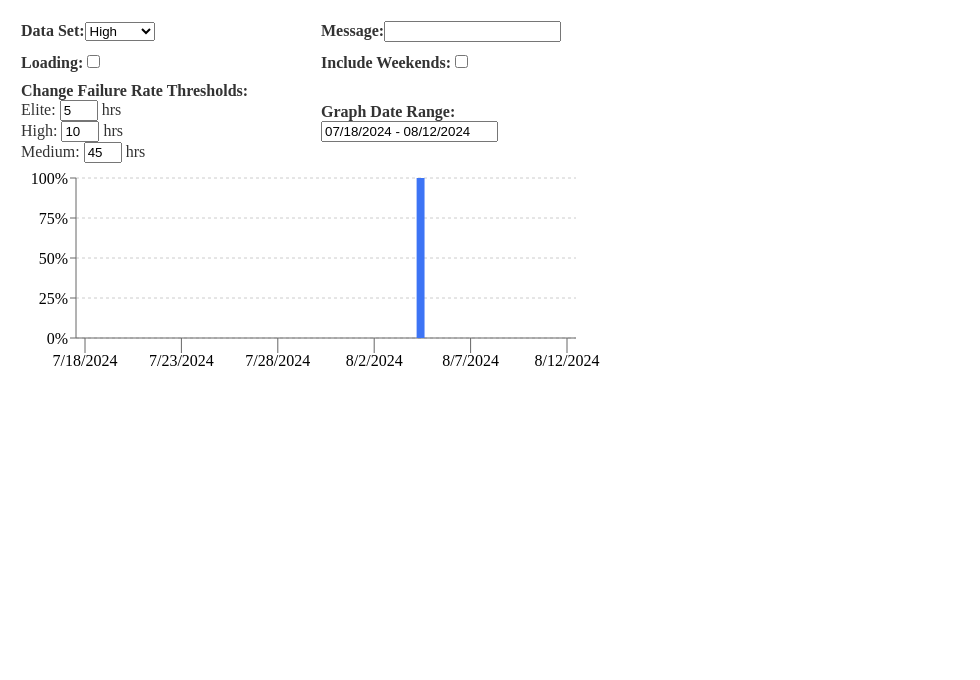 Data Set: High
Message:
Loading:
Include Weekends:
Change Failure Rate Thresholds:
Elite: 5 hrs
High: 10 hrs
Medium: 45 hrs
Graph Date Range:
07/18/2024 - 08/12/2024
100%
75%
50%
25%
0%
7/18/2024 7/23/2024 7/28/2024 8/2/2024 8/7/2024 8/12/2024